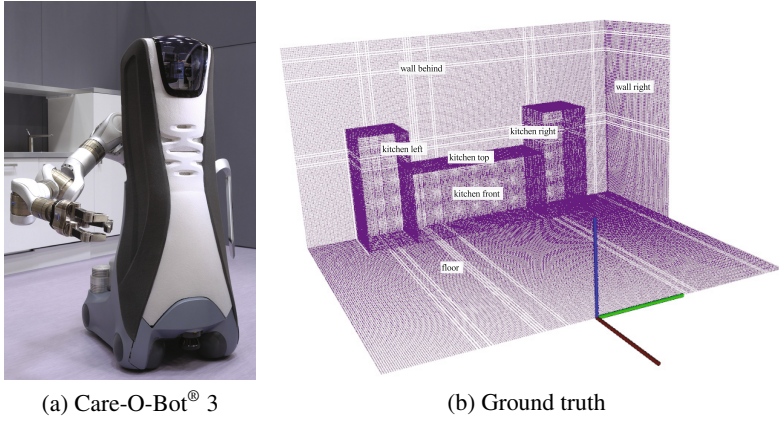 wall behind
wall right
kitchen right
kitchen left
kitchen top
kitchen front
floor
(a) Care-O-Bot® 3
(b) Ground truth